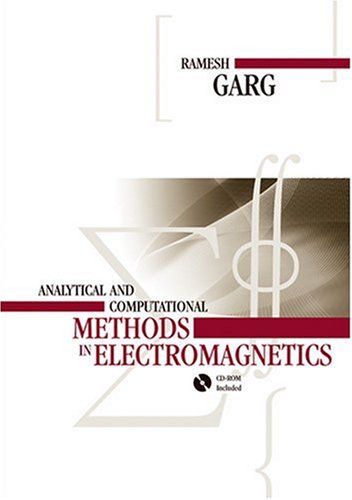 RAMESH
GARG
ANALYTICAL AND
COMPUTATIONAL
METHODS
IN ELECTROMAGNETICS
CD-ROM
Included